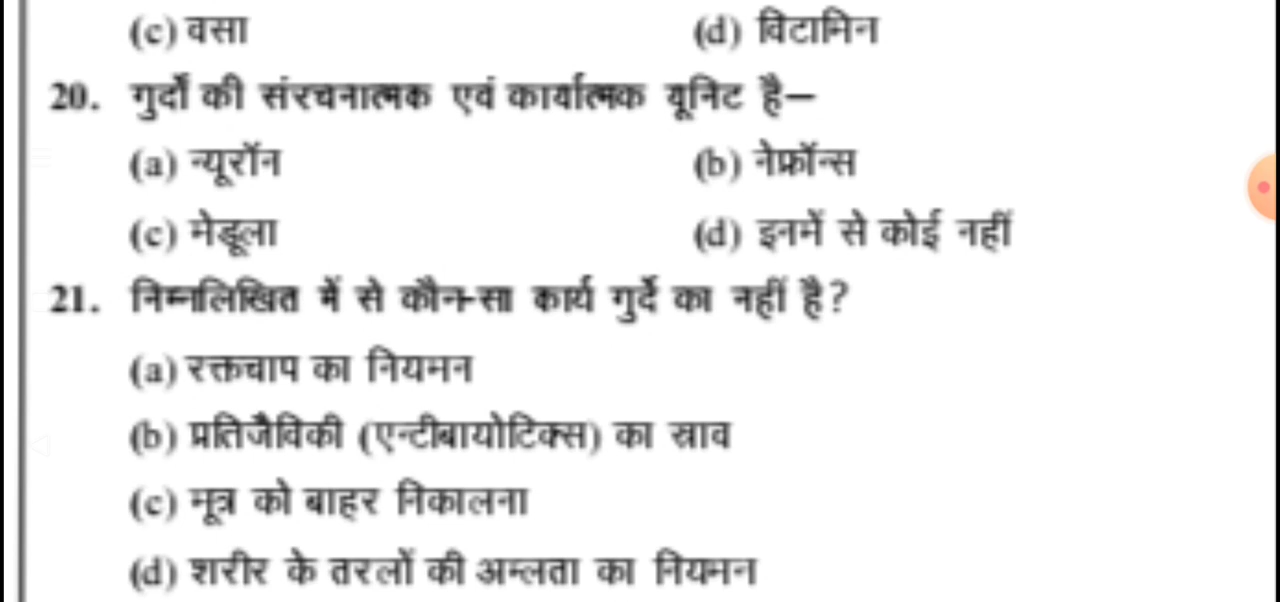 (c) वसा (d) विटामिन
20. गुर्दों की संरचनात्मक एवं कार्यात्मक यूनिट है—
(a) न्यूरॉन (b) नेफ्रॉन्स
(c) मेडूला (d) इनमें से कोई नहीं
21. निम्नलिखित में से कौन-सा कार्य गुर्दे का नहीं है?
(a) रक्तचाप का नियमन
(b) प्रतिजैविकी (एन्टीबायोटिक्स) का स्राव
(c) मूत्र को बाहर निकालना
(d) शरीर के तरलों की अम्लता का नियमन